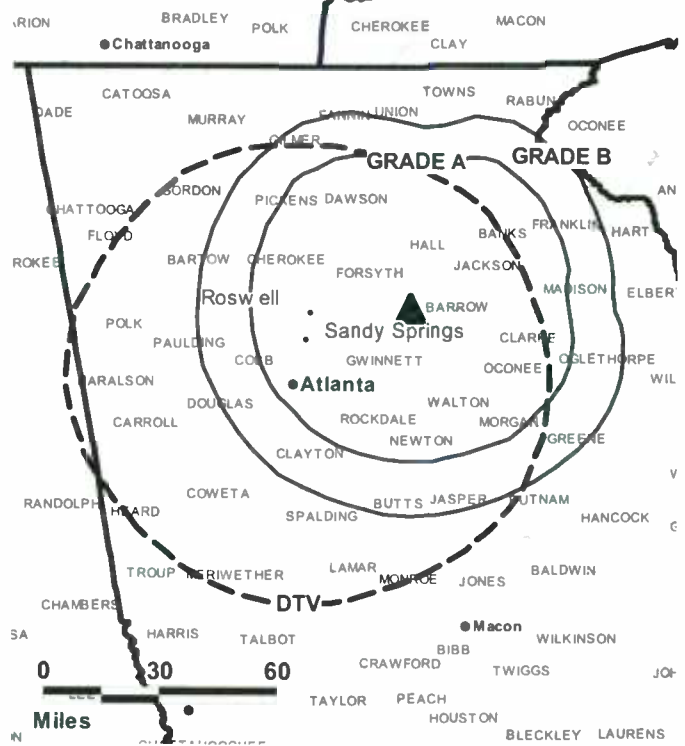 BRADLEY
POLK
CHEROKEE
MACON
Chattanooga
CLAY
CATOOSA
TOWNS
RABUN
DADE
MURRAY
FANNIN
UNION
OCONEE
GILMER
GRADE A
GRADE B
GORDON
PICKENS
DAWSON
CHATTOOGA
FLOYD
BANKS
FRANKLIN
HART
HALL
BARTOW
CHEROKEE
FORSYTH
JACKSON
MADISON
Roswell
BARROW
POLK
Sandy Springs
CLARKE
PAULDING
COBB
GWINNETT
OCONEE
OGLETHORPE
ARALSON
Atlanta
DOUGLAS
WALTON
CARROLL
ROCKDALE
MORGAN
NEWTON
GREENE
CLAYTON
COWETA
RANDOLPH
HEARD
BUTTS
JASPER
PUTNAM
SPALDING
HANCOCK
TROUP
MERIWETHER
LAMAR
MONROE
JONES
BALDWIN
DTV
CHAMBERS
HARRIS
TALBOT
Macon
WILKINSON
BIBB
0 30 60
CRAWFORD
TWIGGS
TAYLOR
PEACH
Miles
HOUSTON
BLECKLEY
LAURENS